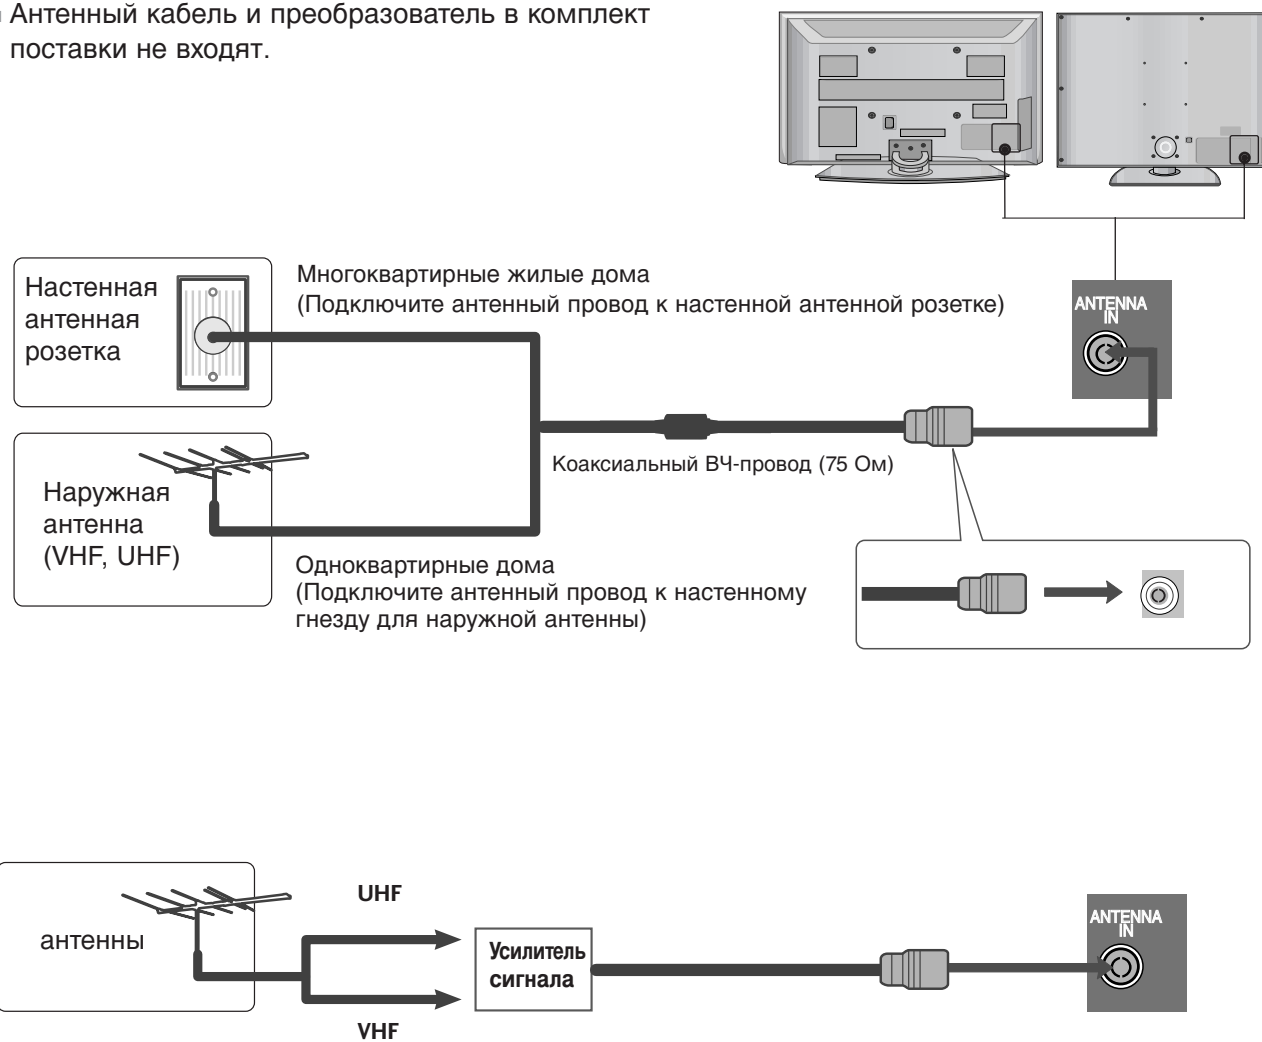 Антенный кабель и преобразователь в комплект
поставки не входят.
Настенная
антенная
розетка
Многоквартирные жилые дома
(Подключите антенный провод к настенной антенной розетке)
ANTENNA
IN
Коаксиальный ВЧ-провод (75 Ом)
Наружная
антенна
(VHF, UHF)
Одноквартирные дома
(Подключите антенный провод к настенному
гнезду для наружной антенны)
UHF
антенны
Усилитель
сигнала
VHF
ANTENNA
IN